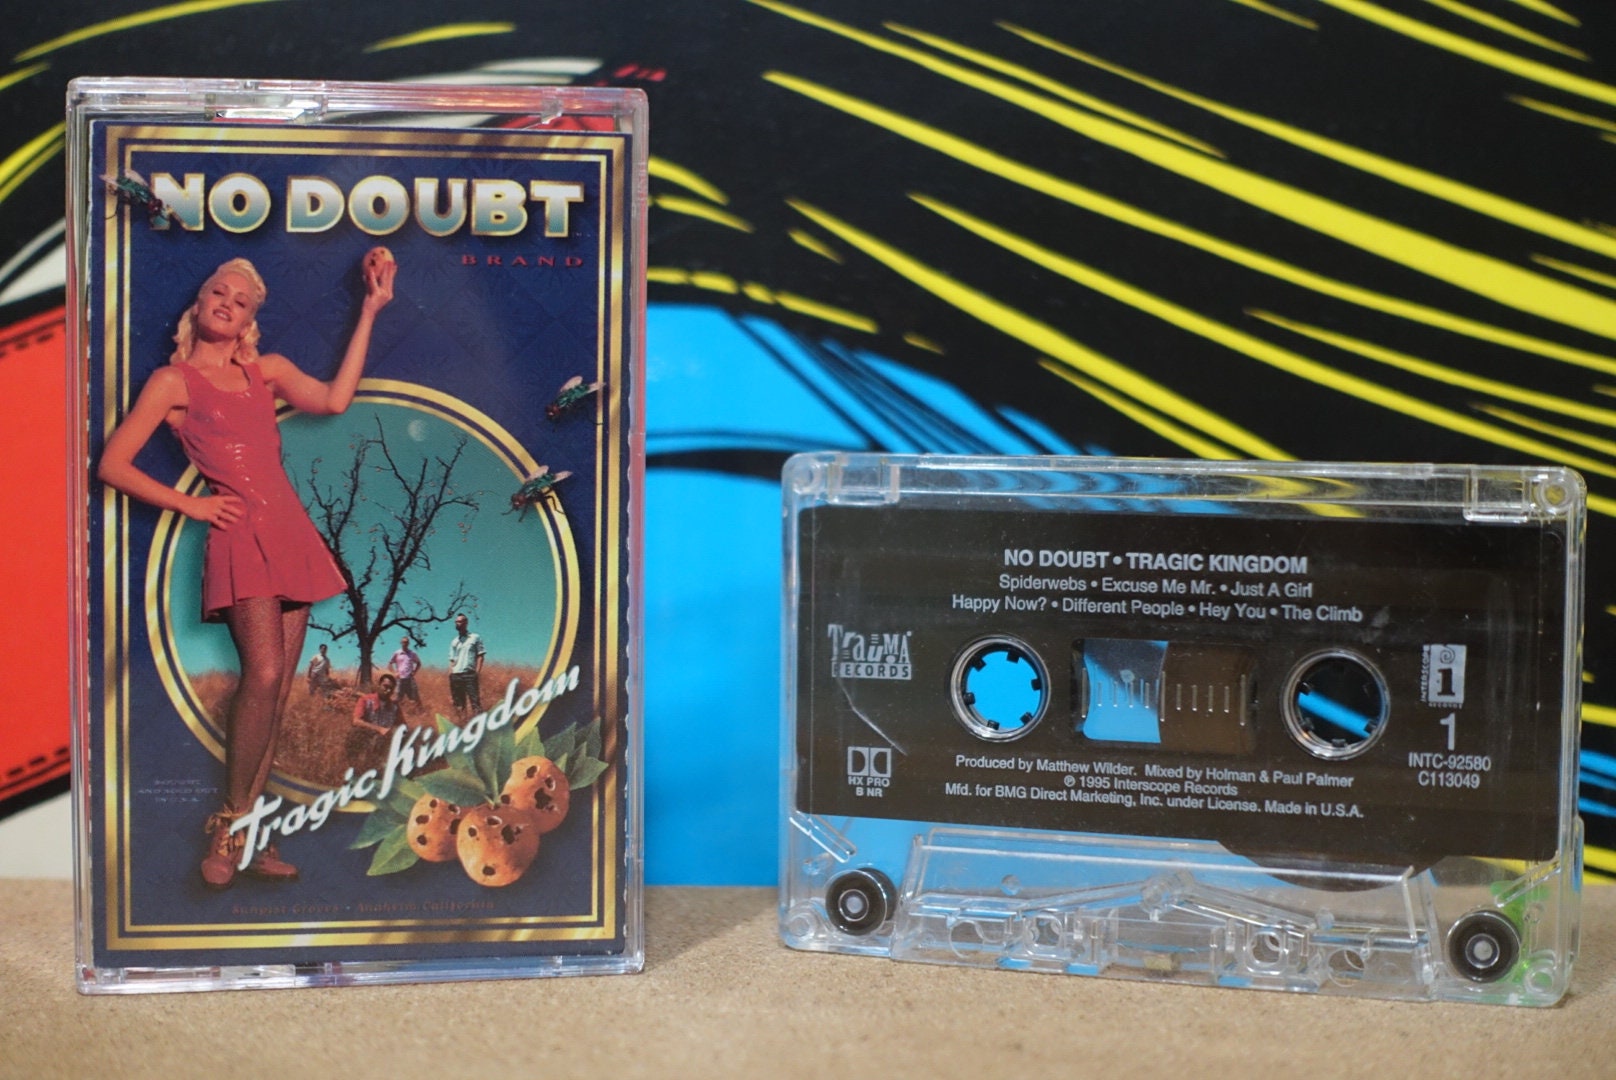 NO DOUBT
BRAND
Tragic Kingdom
NO DOUBT • TRAGIC KINGDOM
Spiderwebs • Excuse Me Mr. • Just A Girl
Happy Now? • Different People • Hey You • The Climb
TRaUMA
RECORDS
INTERSCOPE
RECORDS
1
INTC-92580
C113049
HX PRO
B NR
Produced by Matthew Wilder. Mixed by Holman & Paul Palmer
℗ 1995 Interscope Records
Mfd. for BMG Direct Marketing, Inc. under License. Made in U.S.A.